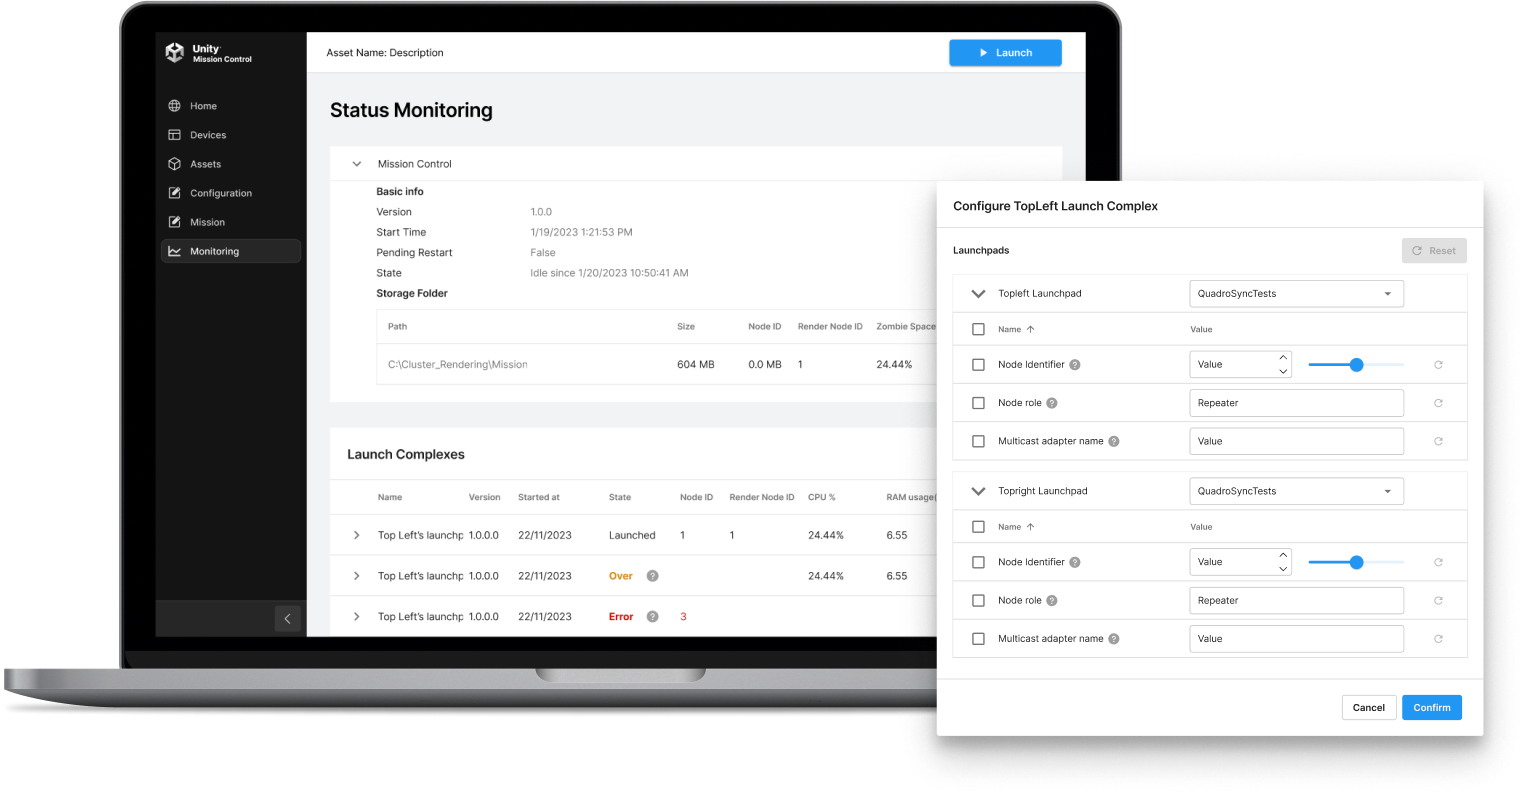 Unity
Mission Control
Asset Name: Description
Launch
Home
Devices
Assets
Configuration
Mission
Monitoring
Status Monitoring
Mission Control
Basic info
Version 1.0.0
Start Time 1/19/2023 1:21:53 PM
Pending Restart False
State Idle since 1/20/2023 10:50:41 AM
Storage Folder
Path Size Node ID Render Node ID Zombie Space
C:\Cluster_Rendering\Mission 604 MB 0.0 MB 1 24.44%
Launch Complexes
Name Version Started at State Node ID Render Node ID CPU % RAM usage(
Top Left's launchp 1.0.0.0 22/11/2023 Launched 1 1 24.44% 6.55
Top Left's launchp 1.0.0.0 22/11/2023 Over ? 24.44% 6.55
Top Left's launchp 1.0.0.0 22/11/2023 Error ? 3
Configure TopLeft Launch Complex
Launchpads Reset
Topleft Launchpad QuadroSyncTests
Name ↑ Value
Node Identifier ? Value
Node role ? Repeater
Multicast adapter name ? Value
Topright Launchpad QuadroSyncTests
Name ↑ Value
Node Identifier ? Value
Node role ? Repeater
Multicast adapter name ? Value
Cancel Confirm